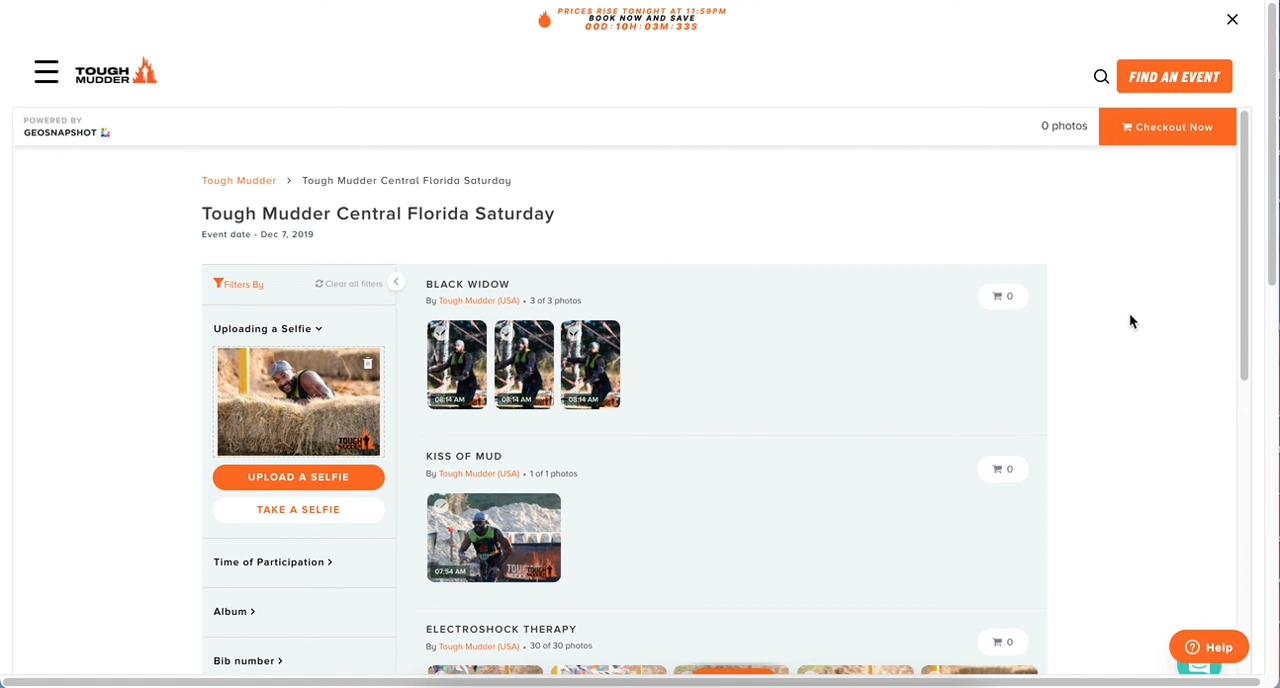 PRICES RISE TONIGHT AT 11:59PM
BOOK NOW AND SAVE
00D : 10H : 03M : 33S
TOUGH
MUDDER
FIND AN EVENT
POWERED BY
GEOSNAPSHOT
0 photos
Checkout Now
Tough Mudder > Tough Mudder Central Florida Saturday
Tough Mudder Central Florida Saturday
Event date - Dec 7, 2019
Filters By
Clear all filters
Uploading a Selfie
TOUGH
MUDDER
UPLOAD A SELFIE
TAKE A SELFIE
Time of Participation >
Album >
Bib number >
BLACK WIDOW
By Tough Mudder (USA) • 3 of 3 photos
0
08:14 AM
08:14 AM
08:14 AM
KISS OF MUD
By Tough Mudder (USA) • 1 of 1 photos
0
07:54 AM
TOUGH
MUDDER
ELECTROSHOCK THERAPY
By Tough Mudder (USA) • 30 of 30 photos
0
Help